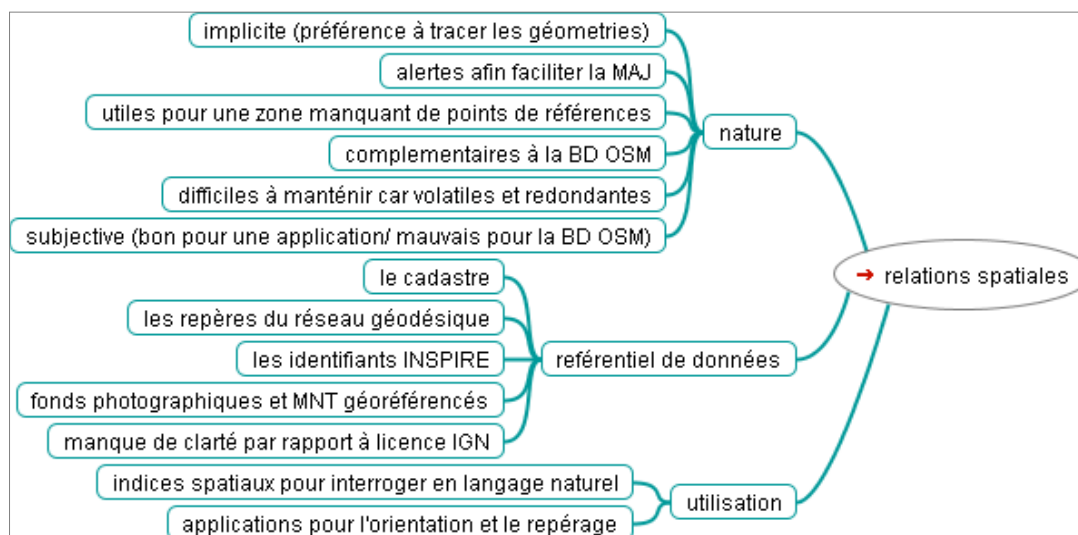 implicite (préférence à tracer les géometries)
alertes afin faciliter la MAJ
utiles pour une zone manquant de points de références
complementaires à la BD OSM
difficiles à manténir car volatiles et redondantes
subjective (bon pour une application/ mauvais pour la BD OSM)
nature
le cadastre
les repères du réseau géodésique
les identifiants INSPIRE
fonds photographiques et MNT géoréférencés
manque de clarté par rapport à licence IGN
reférentiel de données
indices spatiaux pour interroger en langage naturel
applications pour l'orientation et le repérage
utilisation
→ relations spatiales